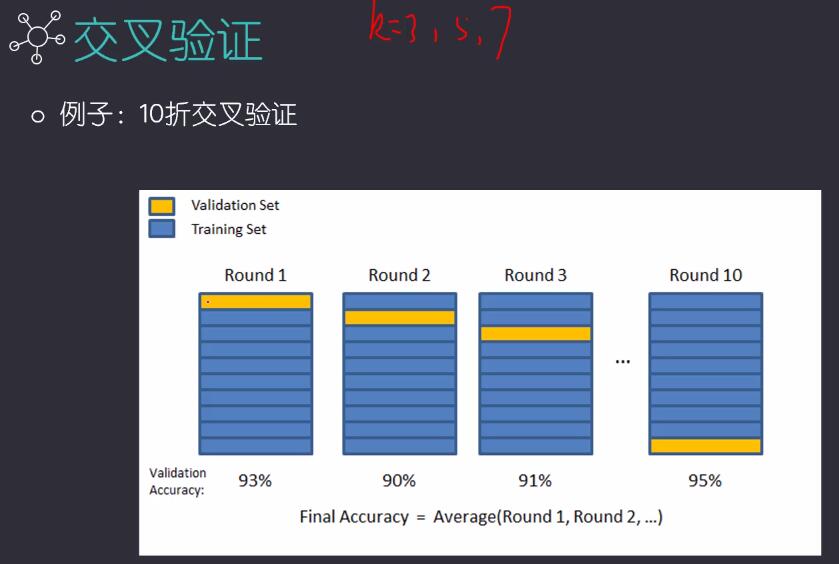 交叉验证 k=3,5,7
例子：10折交叉验证
Validation Set
Training Set
Round 1 Round 2 Round 3 Round 10
...
Validation Accuracy: 93% 90% 91% 95%
Final Accuracy = Average(Round 1, Round 2, ...)